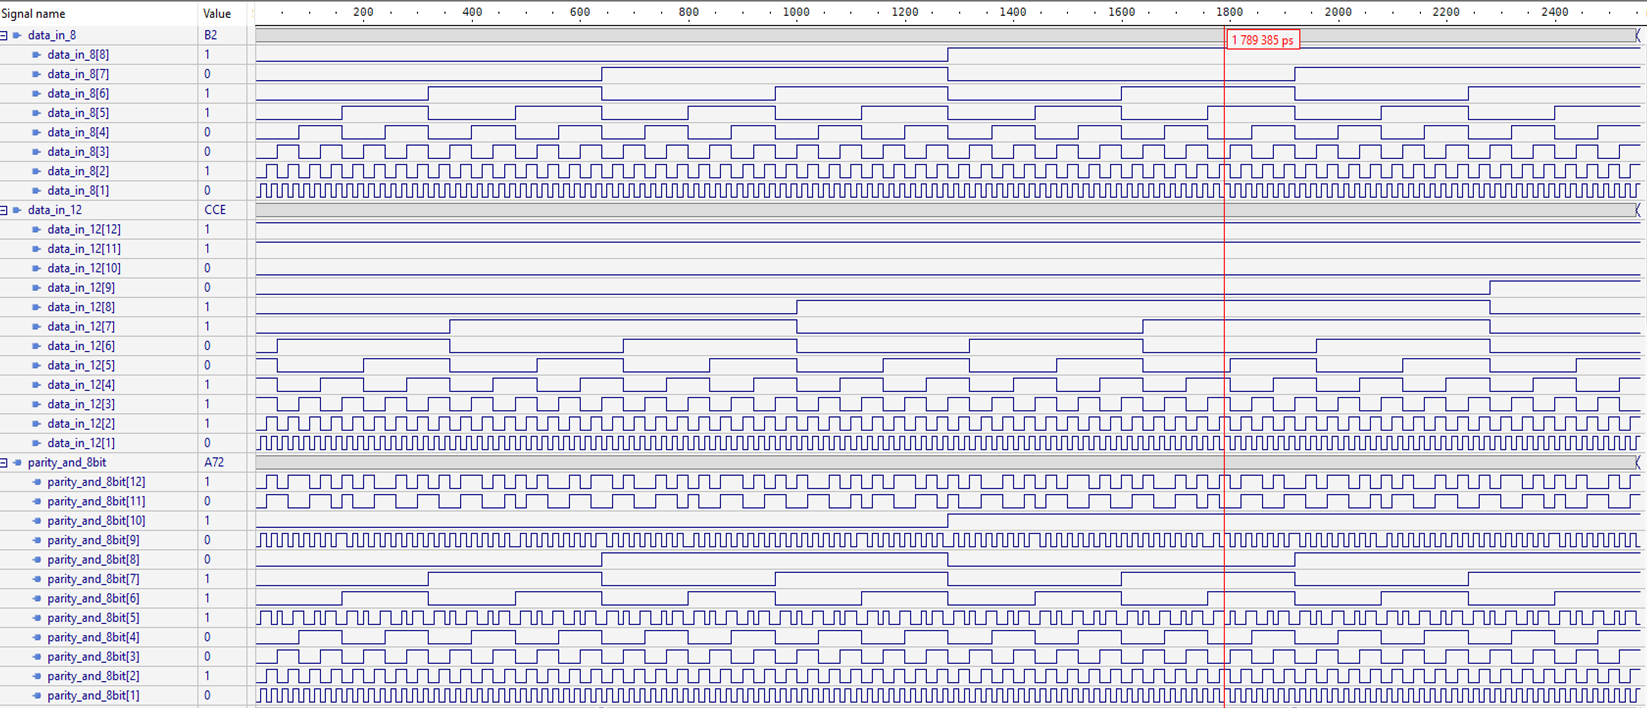 Signal name Value 200 400 600 800 1000 1200 1400 1600 1800 2000 2200 2400
data_in_8 B2
1 789 385 ps
data_in_8[8] 1
data_in_8[7] 0
data_in_8[6] 1
data_in_8[5] 1
data_in_8[4] 0
data_in_8[3] 0
data_in_8[2] 1
data_in_8[1] 0
data_in_12 CCE
data_in_12[12] 1
data_in_12[11] 1
data_in_12[10] 0
data_in_12[9] 0
data_in_12[8] 1
data_in_12[7] 1
data_in_12[6] 0
data_in_12[5] 0
data_in_12[4] 1
data_in_12[3] 1
data_in_12[2] 1
data_in_12[1] 0
parity_and_8bit A72
parity_and_8bit[12] 1
parity_and_8bit[11] 0
parity_and_8bit[10] 1
parity_and_8bit[9] 0
parity_and_8bit[8] 0
parity_and_8bit[7] 1
parity_and_8bit[6] 1
parity_and_8bit[5] 1
parity_and_8bit[4] 0
parity_and_8bit[3] 0
parity_and_8bit[2] 1
parity_and_8bit[1] 0